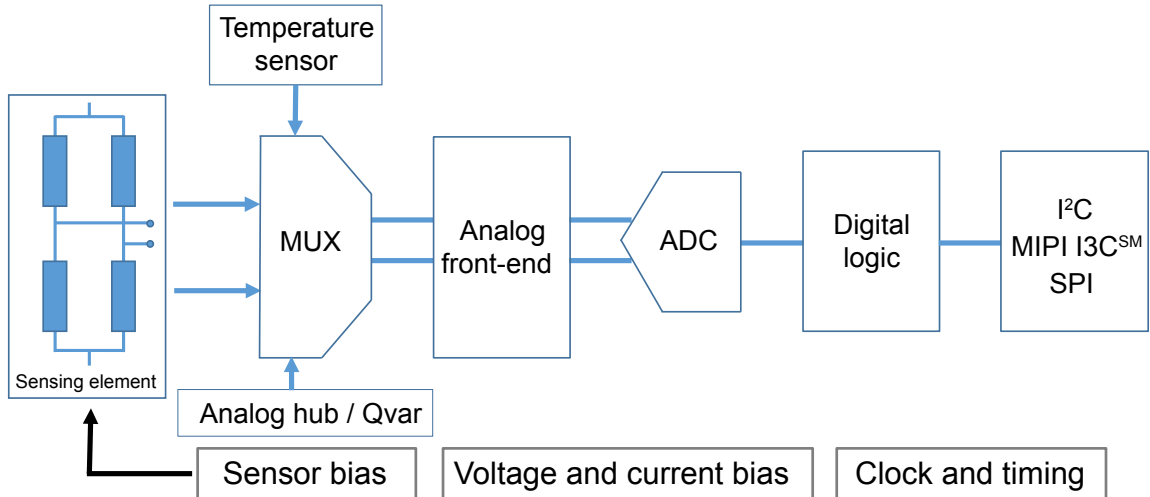 Temperature
sensor
Sensing element
MUX
Analog hub / Qvar
Analog
front-end
ADC
Digital
logic
I²C
MIPI I3Cˢᴹ
SPI
Sensor bias
Voltage and current bias
Clock and timing